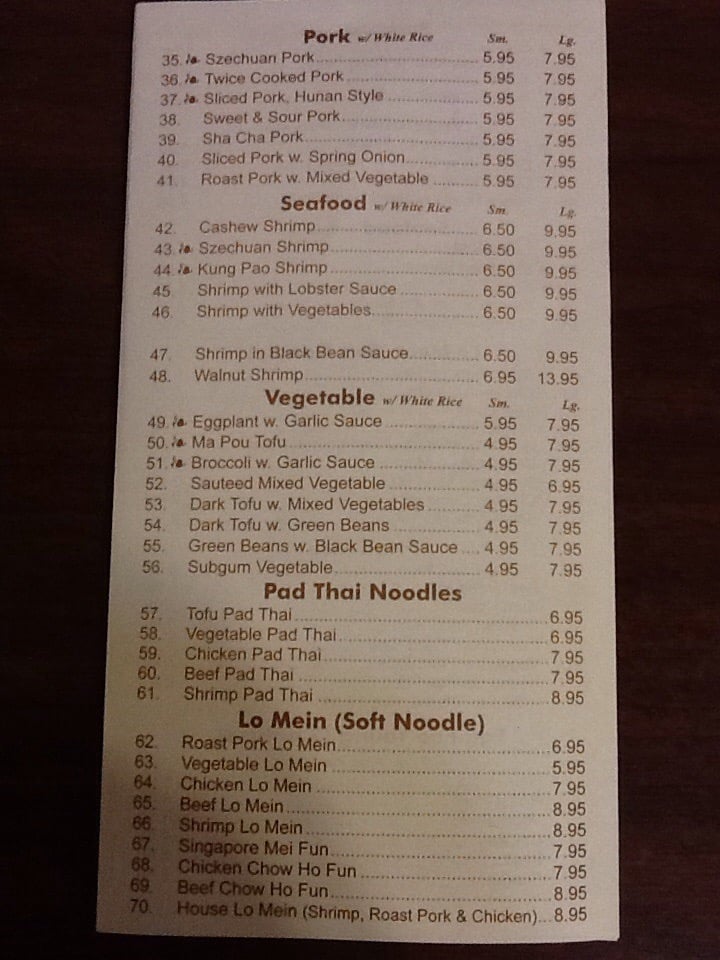 Pork w/ White Rice Sm. Lg.
35. Szechuan Pork 5.95 7.95
36. Twice Cooked Pork 5.95 7.95
37. Sliced Pork, Hunan Style 5.95 7.95
38. Sweet & Sour Pork 5.95 7.95
39. Sha Cha Pork 5.95 7.95
40. Sliced Pork w. Spring Onion 5.95 7.95
41. Roast Pork w. Mixed Vegetable 5.95 7.95
Seafood w/ White Rice Sm. Lg.
42. Cashew Shrimp 6.50 9.95
43. Szechuan Shrimp 6.50 9.95
44. Kung Pao Shrimp 6.50 9.95
45. Shrimp with Lobster Sauce 6.50 9.95
46. Shrimp with Vegetables 6.50 9.95
47. Shrimp in Black Bean Sauce 6.50 9.95
48. Walnut Shrimp 6.95 13.95
Vegetable w/ White Rice Sm. Lg.
49. Eggplant w. Garlic Sauce 5.95 7.95
50. Ma Pou Tofu 4.95 7.95
51. Broccoli w. Garlic Sauce 4.95 7.95
52. Sauteed Mixed Vegetable 4.95 6.95
53. Dark Tofu w. Mixed Vegetables 4.95 7.95
54. Dark Tofu w. Green Beans 4.95 7.95
55. Green Beans w. Black Bean Sauce 4.95 7.95
56. Subgum Vegetable 4.95 7.95
Pad Thai Noodles
57. Tofu Pad Thai 6.95
58. Vegetable Pad Thai 6.95
59. Chicken Pad Thai 7.95
60. Beef Pad Thai 7.95
61. Shrimp Pad Thai 8.95
Lo Mein (Soft Noodle)
62. Roast Pork Lo Mein 6.95
63. Vegetable Lo Mein 5.95
64. Chicken Lo Mein 7.95
65. Beef Lo Mein 8.95
66. Shrimp Lo Mein 8.95
67. Singapore Mei Fun 7.95
68. Chicken Chow Ho Fun 7.95
69. Beef Chow Ho Fun 8.95
70. House Lo Mein (Shrimp, Roast Pork & Chicken) 8.95